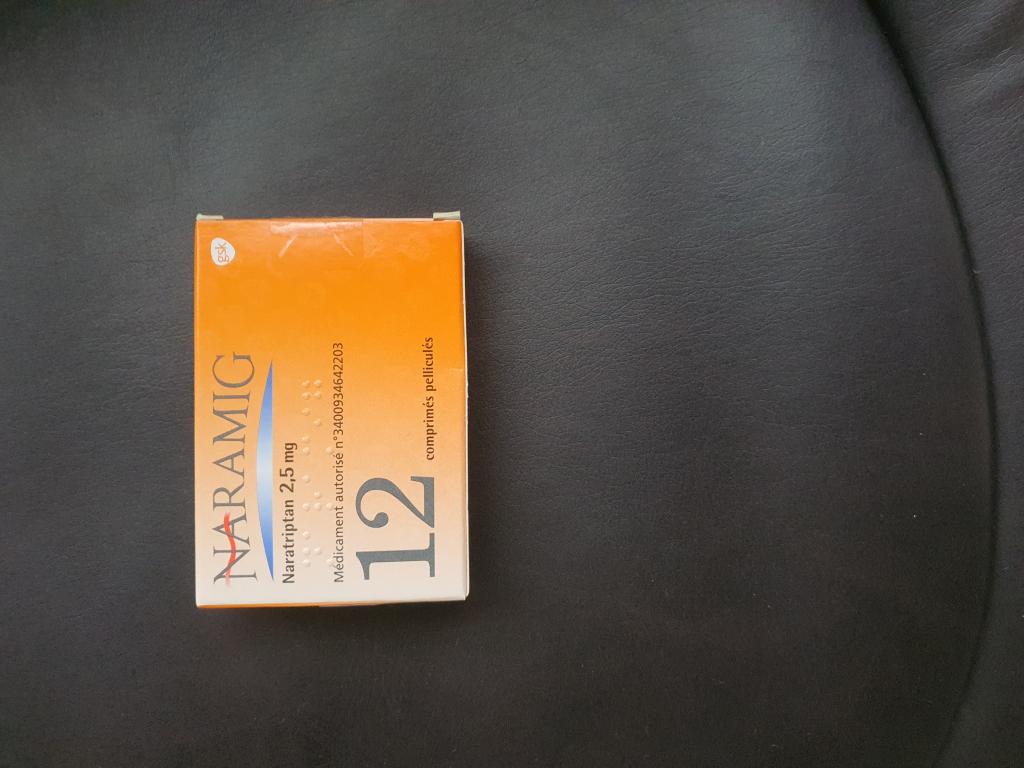 gsk
NARAMIG
Naratriptan 2,5 mg
Médicament autorisé n°3400934642203
12
comprimés pelliculés